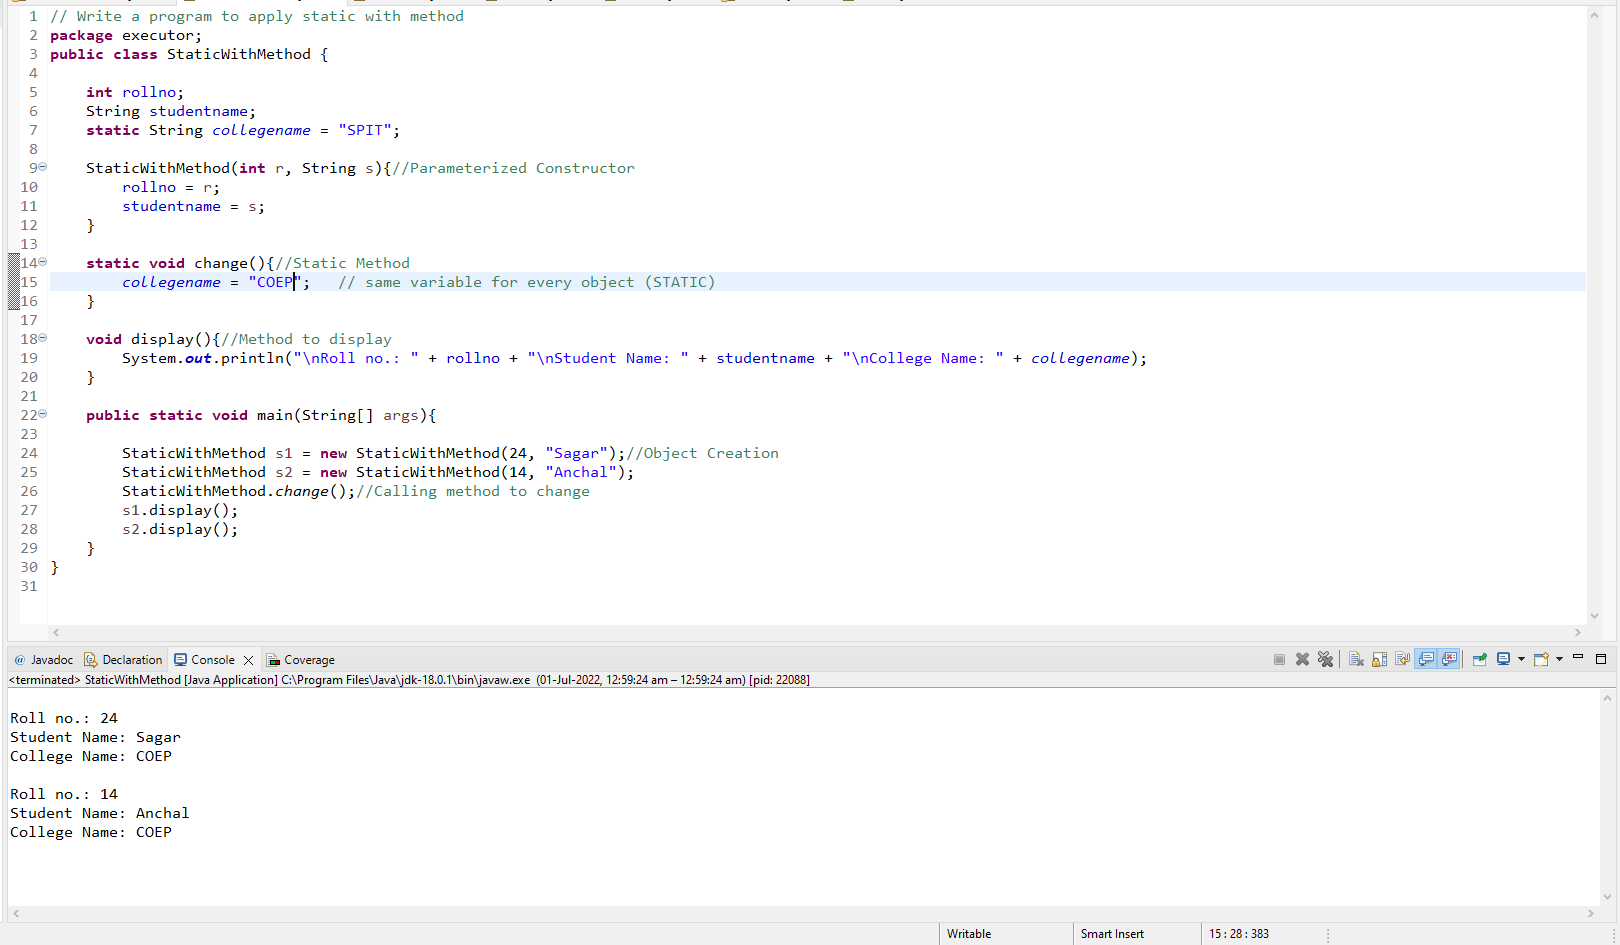 1 // Write a program to apply static with method
2 package executor;
3 public class StaticWithMethod {
4
5 int rollno;
6 String studentname;
7 static String collegename = "SPIT";
8
9 StaticWithMethod(int r, String s){//Parameterized Constructor
10 rollno = r;
11 studentname = s;
12 }
13
14 static void change(){//Static Method
15 collegename = "COEP"; // same variable for every object (STATIC)
16 }
17
18 void display(){//Method to display
19 System.out.println("\nRoll no.: " + rollno + "\nStudent Name: " + studentname + "\nCollege Name: " + collegename);
20 }
21
22 public static void main(String[] args){
23
24 StaticWithMethod s1 = new StaticWithMethod(24, "Sagar");//Object Creation
25 StaticWithMethod s2 = new StaticWithMethod(14, "Anchal");
26 StaticWithMethod.change();//Calling method to change
27 s1.display();
28 s2.display();
29 }
30 }
31
@ Javadoc Declaration Console Coverage
<terminated> StaticWithMethod [Java Application] C:\Program Files\Java\jdk-18.0.1\bin\javaw.exe (01-Jul-2022, 12:59:24 am – 12:59:24 am) [pid: 22088]
Roll no.: 24
Student Name: Sagar
College Name: COEP
Roll no.: 14
Student Name: Anchal
College Name: COEP
Writable Smart Insert 15 : 28 : 383